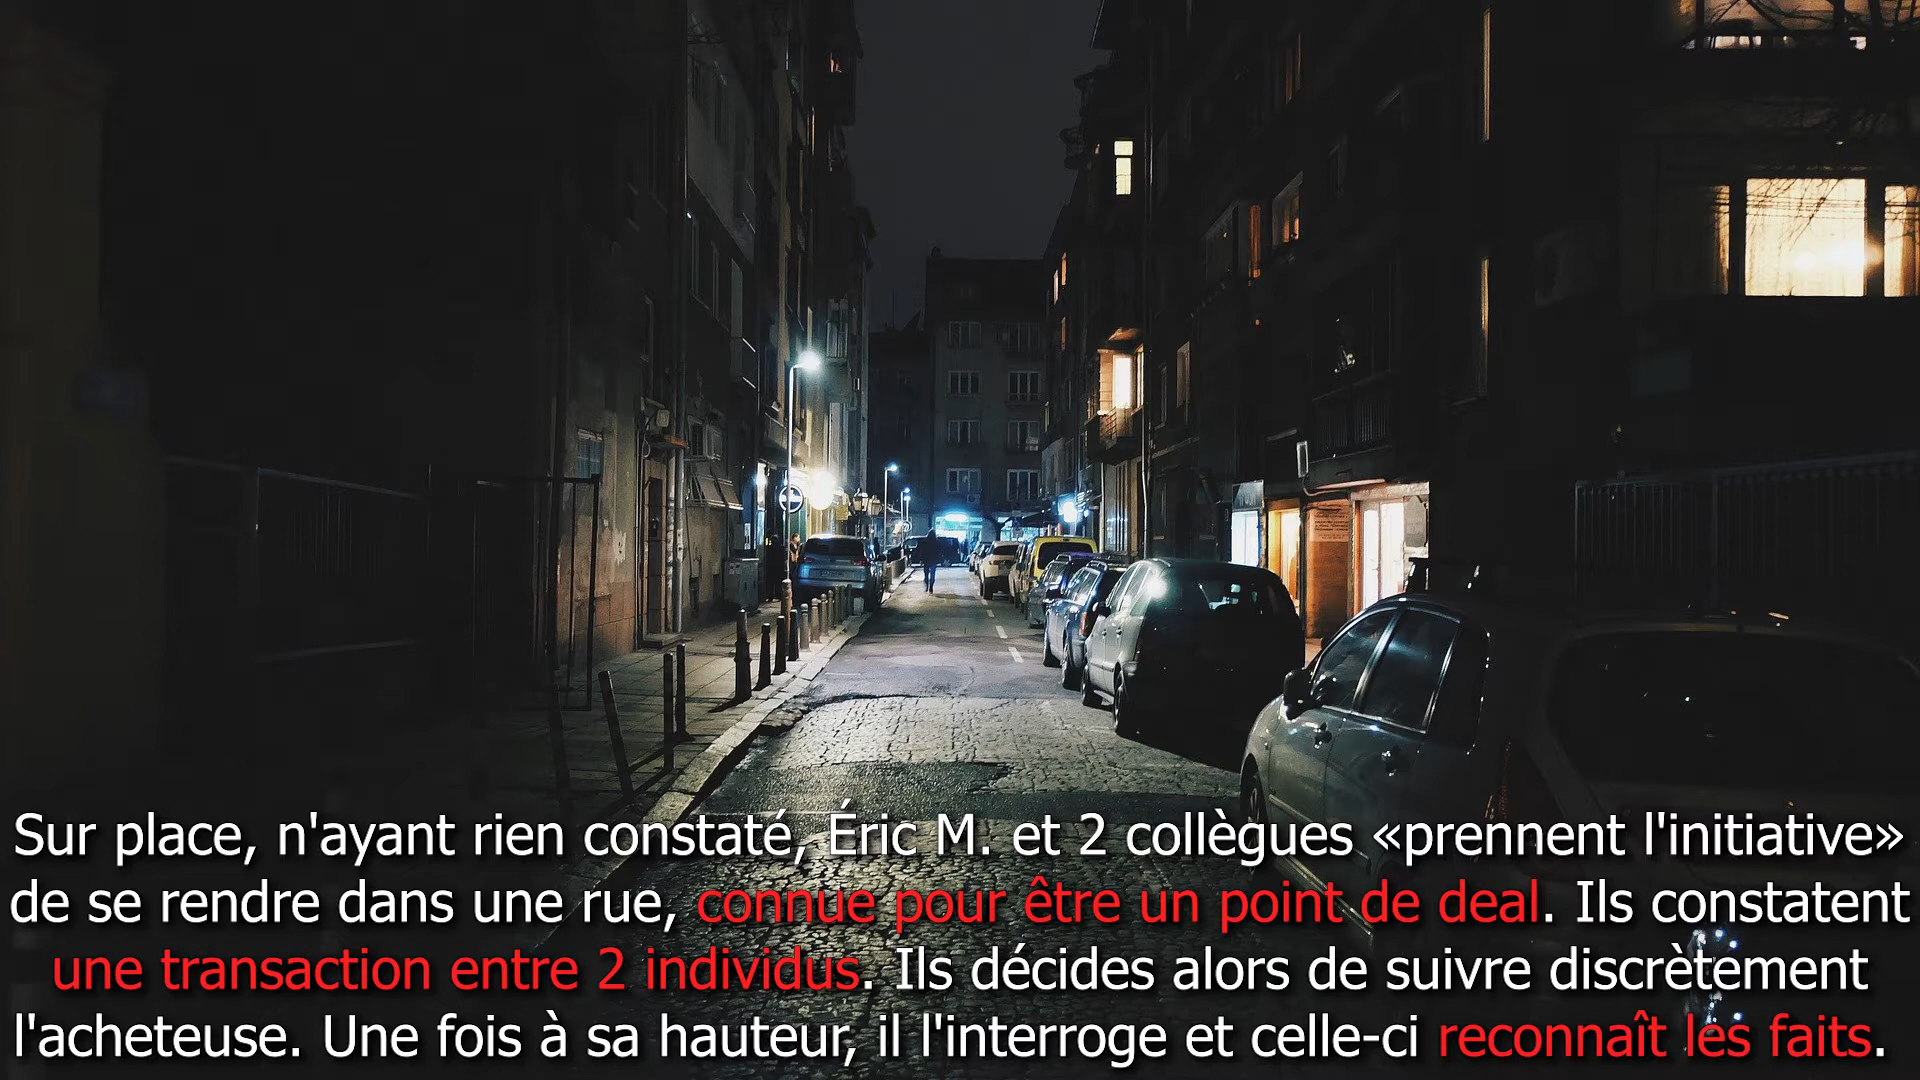 Sur place, n'ayant rien constaté, Éric M. et 2 collègues «prennent l'initiative»
de se rendre dans une rue, connue pour être un point de deal. Ils constatent
une transaction entre 2 individus. Ils décides alors de suivre discrètement
l'acheteuse. Une fois à sa hauteur, il l'interroge et celle-ci reconnaît les faits.